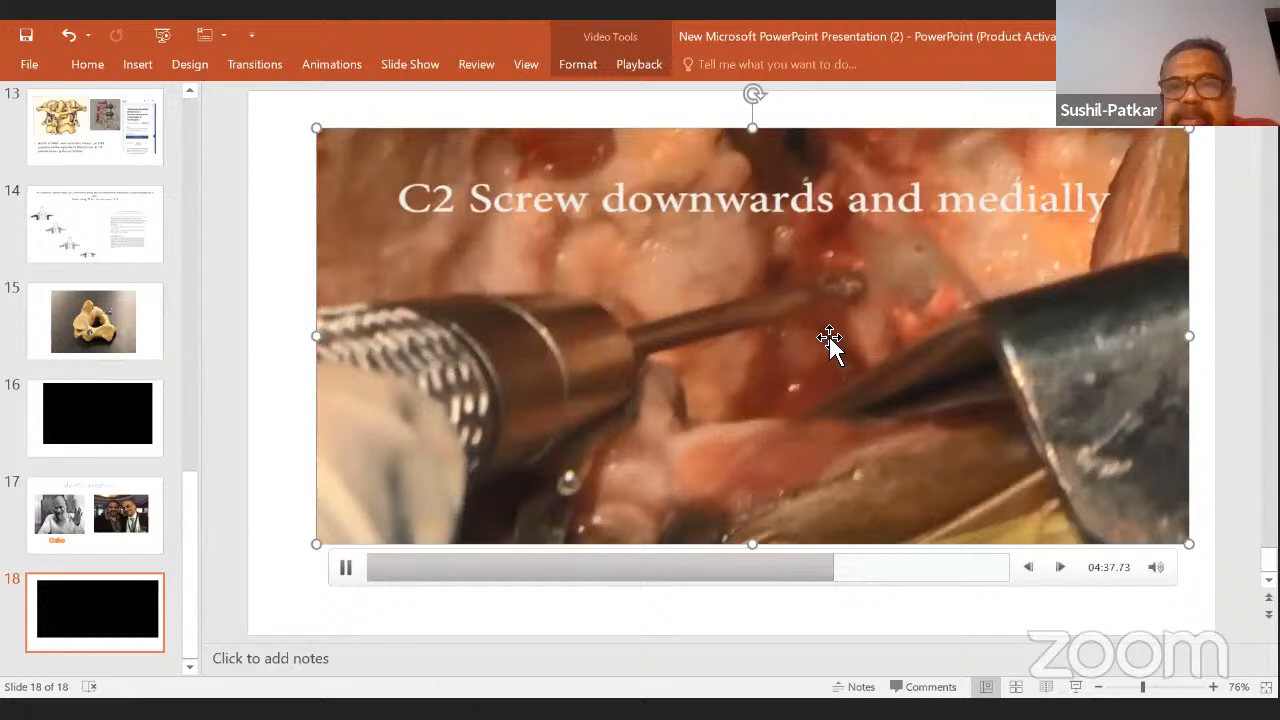 Video Tools
New Microsoft PowerPoint Presentation (2) - PowerPoint (Product Activa
File Home Insert Design Transitions Animations Slide Show Review View Format Playback Tell me what you want to do...
Sushil-Patkar
13
14
15
16
17
18
C2 Screw downwards and medially
04:37.73
Click to add notes
zoom
Slide 18 of 18
Notes
Comments
76%